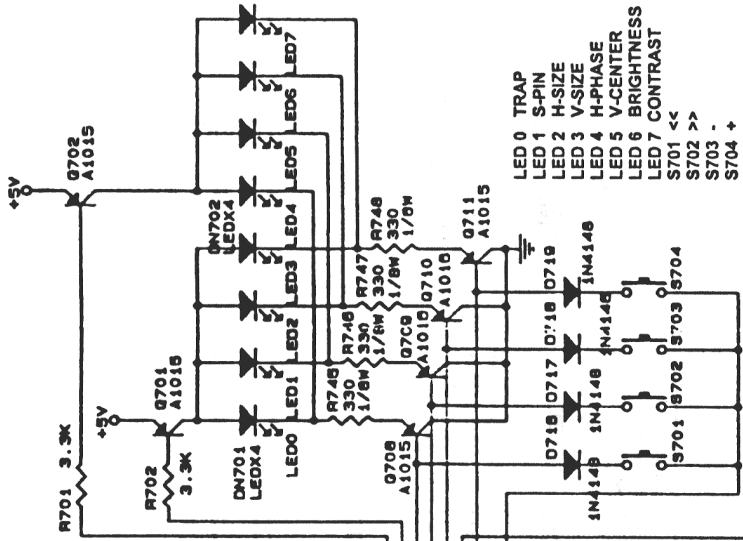 +5V
Q702
A1015
LED7
LED6
LED5
LED4
DN702
LEDX4
LED3
LED2
LED1
LED0
DN701
LEDX4
+5V
Q701
A1015
R701 3.3K
R702
3.3K
R748
330
1/8W
R747
330
1/8W
R746
330
1/8W
R745
330
1/8W
Q711
A1015
Q710
A1015
Q7C9
A1015
Q708
A1015
D719
1N4148
D718
1N4148
D717
1N4148
D716
1N4148
S704
S703
S702
S701
LED 0 TRAP
LED 1 S-PIN
LED 2 H-SIZE
LED 3 V-SIZE
LED 4 H-PHASE
LED 5 V-CENTER
LED 6 BRIGHTNESS
LED 7 CONTRAST
S701 <<
S702 >>
S703 -
S704 +